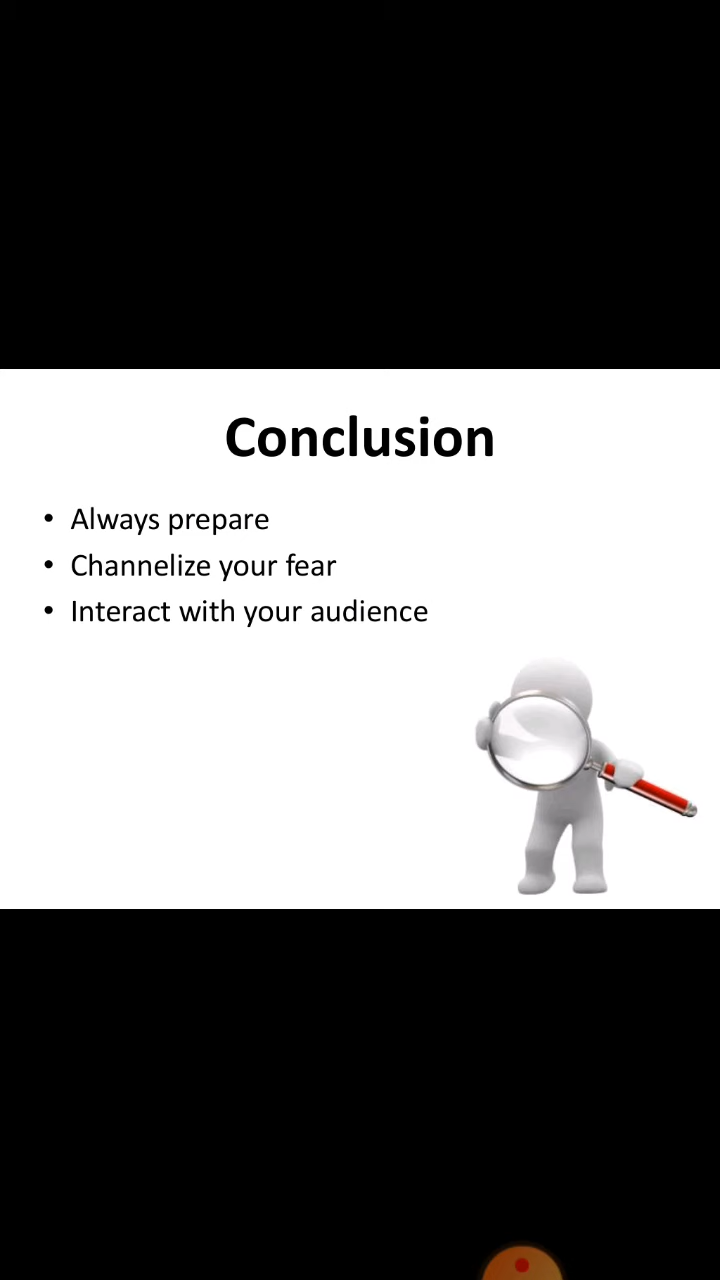 Conclusion
• Always prepare
• Channelize your fear
• Interact with your audience